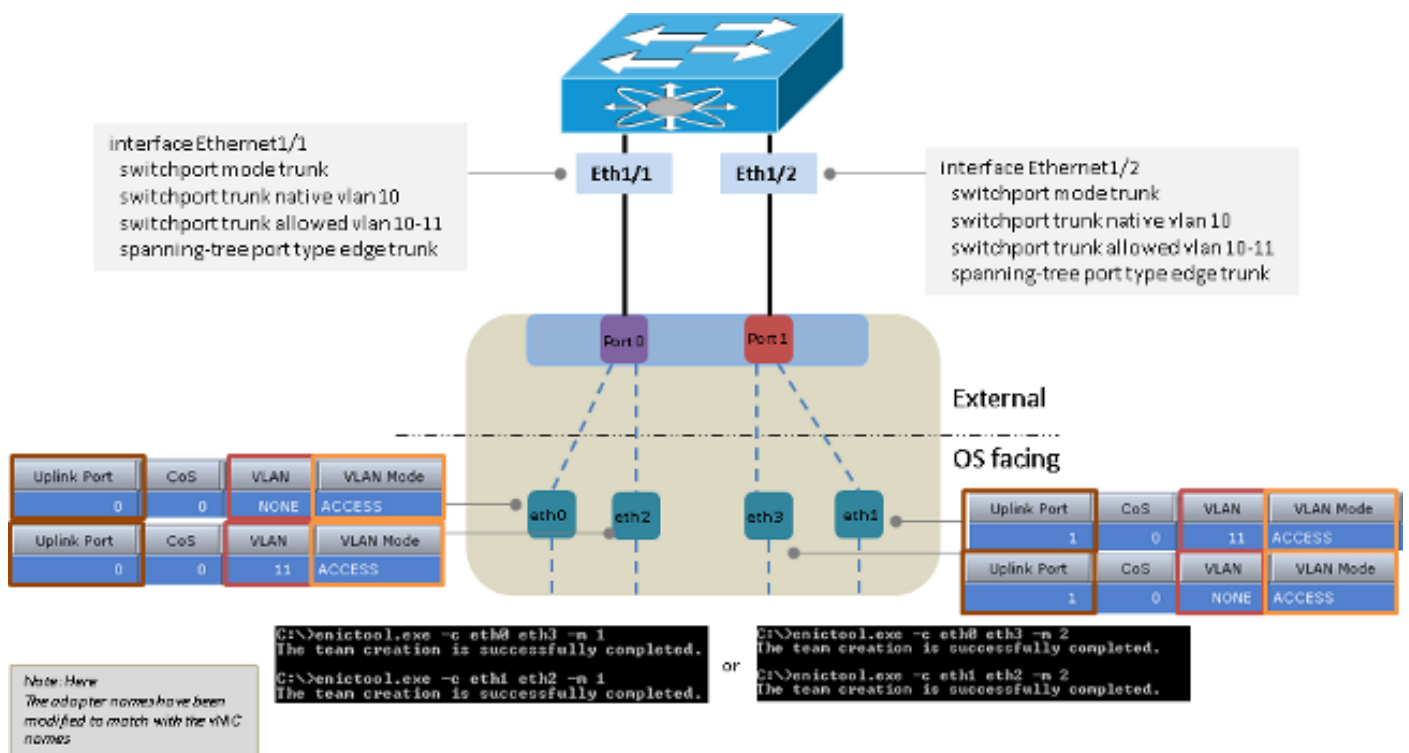 interface Ethernet1/1
switchport mode trunk
switchport trunk native vlan 10
switchport trunk allowed vlan 10-11
spanning-tree port type edge trunk
Eth1/1
Eth1/2
Interface Ethernet1/2
switchport mode trunk
switchport trunk native vlan 10
switchport trunk allowed vlan 10-11
spanning-tree port type edge trunk
Port 0
Port 1
External
OS facing
Uplink Port CoS VLAN VLAN Mode
0 0 NONE ACCESS
Uplink Port CoS VLAN VLAN Mode
0 0 11 ACCESS
eth0
eth2
eth3
eth1
Uplink Port CoS VLAN VLAN Mode
1 0 11 ACCESS
Uplink Port CoS VLAN VLAN Mode
1 0 NONE ACCESS
C:\>enictool.exe -c eth0 eth3 -m 1
The team creation is successfully completed.
C:\>enictool.exe -c eth1 eth2 -m 1
The team creation is successfully completed.
or
C:\>enictool.exe -c eth0 eth3 -m 2
The team creation is successfully completed.
C:\>enictool.exe -c eth1 eth2 -m 2
The team creation is successfully completed.
Note: Here
The adapter names have been
modified to match with the vNIC
names